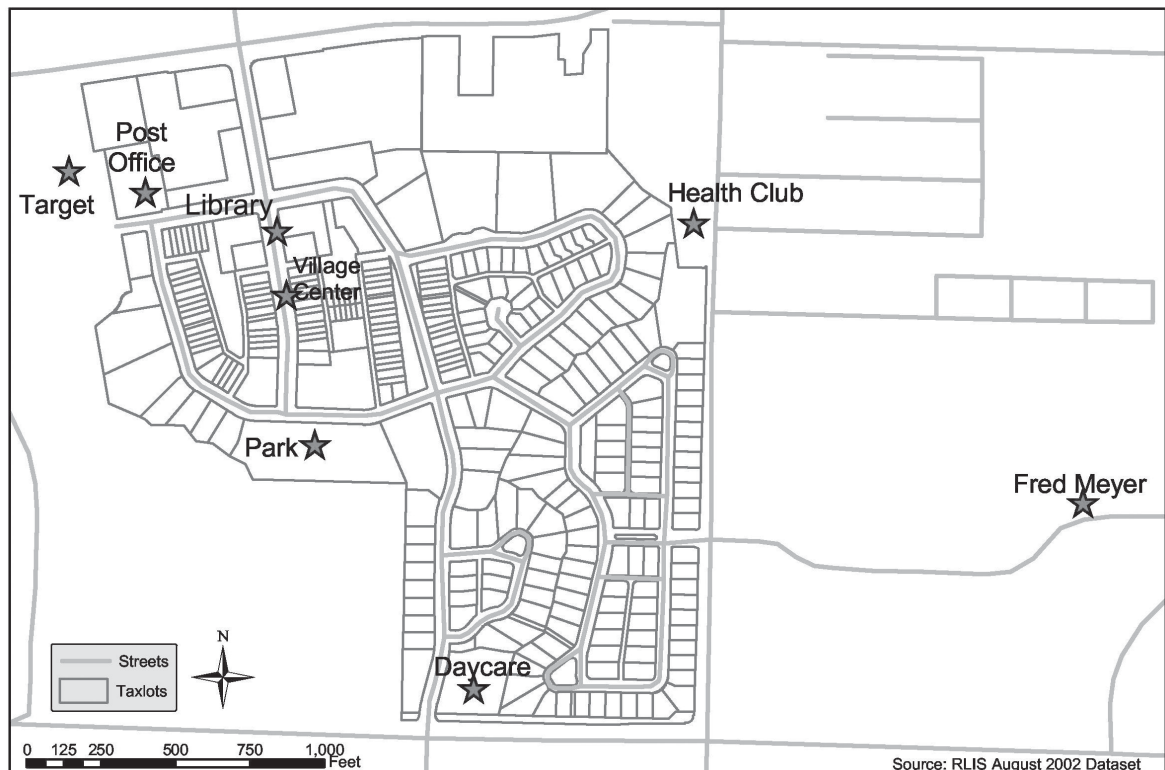 Post
Office
Target
Library
Health Club
Village
Center
Park
Fred Meyer
Daycare
N
Streets
Taxlots
0 125 250 500 750 1,000
Feet
Source: RLIS August 2002 Dataset